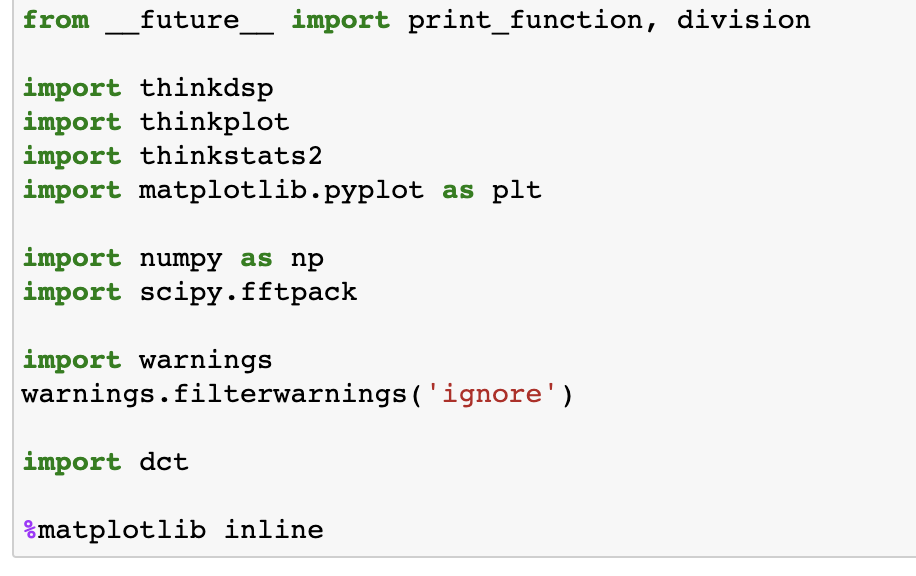 from __future__ import print_function, division
import thinkdsp
import thinkplot
import thinkstats2
import matplotlib.pyplot as plt
import numpy as np
import scipy.fftpack
import warnings
warnings.filterwarnings('ignore')
import dct
%matplotlib inline